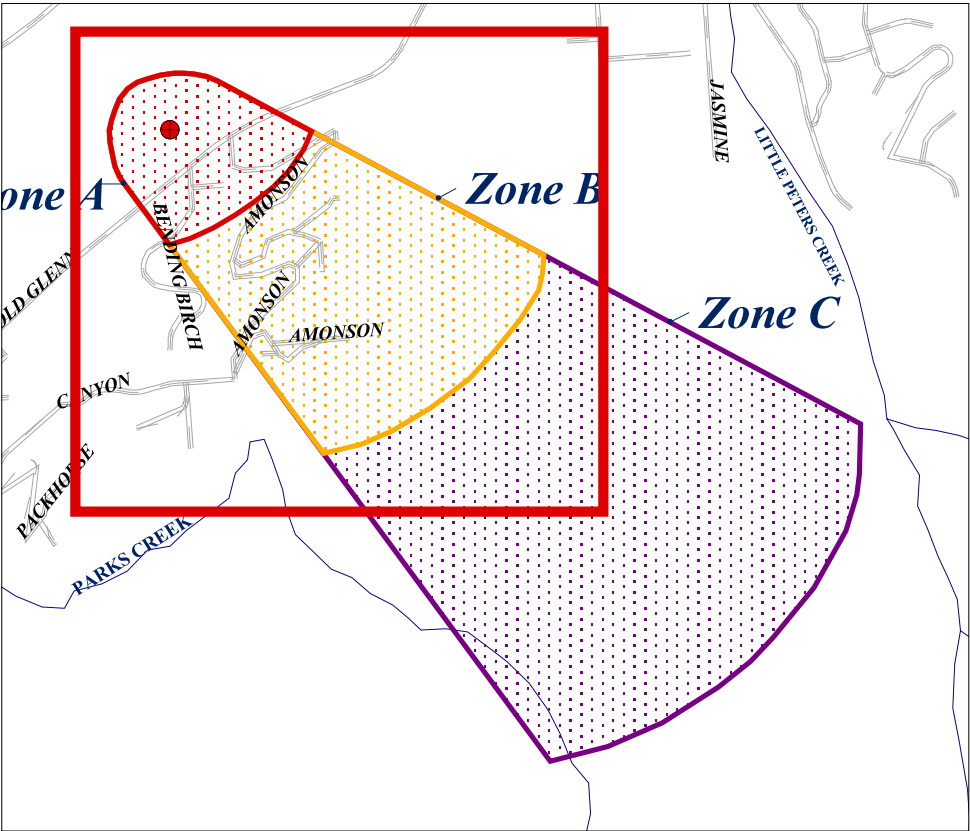 JASMINE
LITTLE PETERS CREEK
one A
Zone B
AMONSON
BENDING BIRCH
OLD GLENN
AMONSON
Zone C
AMONSON
CANYON
PACKHORSE
PARKS CREEK